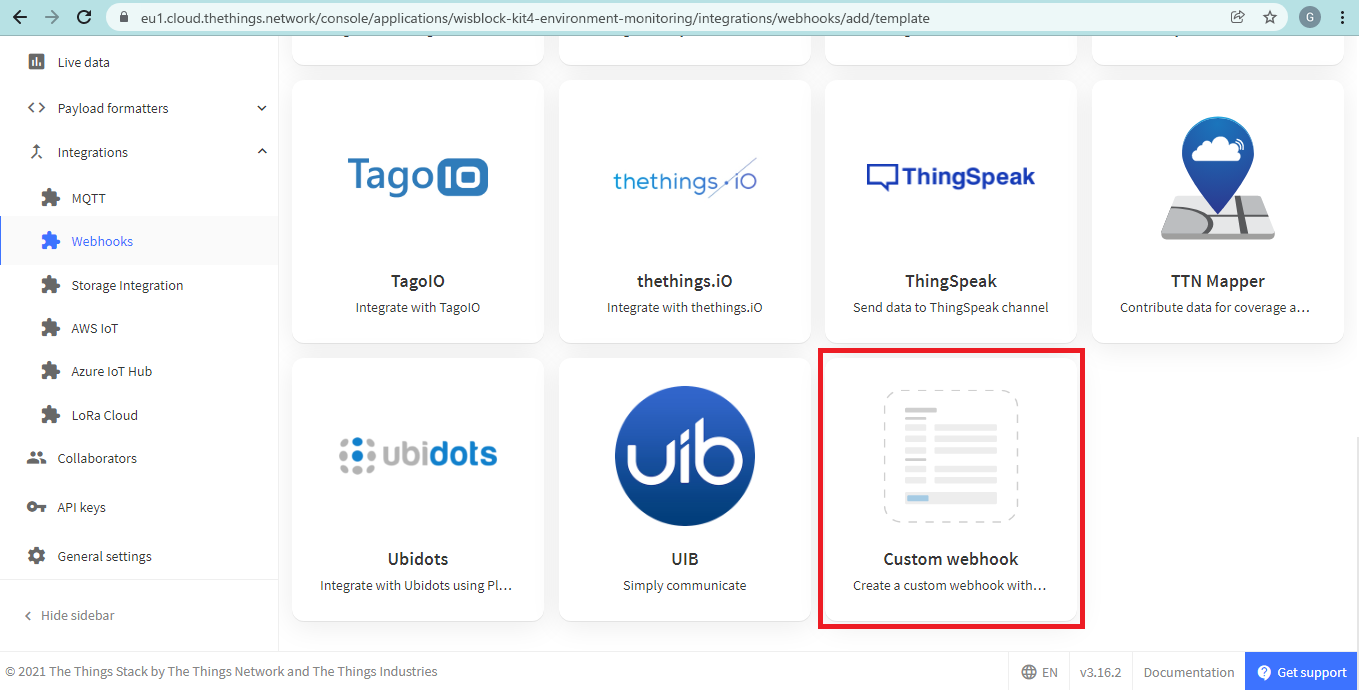 eu1.cloud.thethings.network/console/applications/wisblock-kit4-environment-monitoring/integrations/webhooks/add/template
G
Live data
Payload formatters
Integrations
MQTT
Webhooks
Storage Integration
AWS IoT
Azure IoT Hub
LoRa Cloud
Collaborators
API keys
General settings
Hide sidebar
TagoIO
TagoIO
Integrate with TagoIO
thethings.iO
thethings.iO
Integrate with thethings.iO
ThingSpeak
ThingSpeak
Send data to ThingSpeak channel
TTN Mapper
Contribute data for coverage a…
ubidots
Ubidots
Integrate with Ubidots using Pl…
uib
UIB
Simply communicate
Custom webhook
Create a custom webhook with…
© 2021 The Things Stack by The Things Network and The Things Industries
EN
v3.16.2
Documentation
Get support